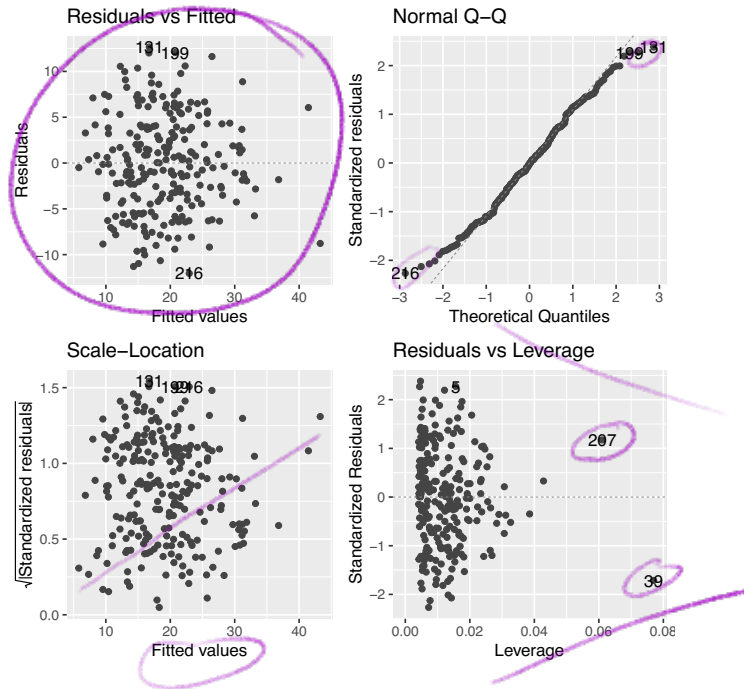 Residuals vs Fitted
Residuals
10
5
0
−5
−10
131
199
216
10 20 30 40
Fitted values
Normal Q−Q
Standardized residuals
2
1
0
−1
−2
199 131
216
−3 −2 −1 0 1 2 3
Theoretical Quantiles
Scale−Location
√|Standardized residuals|
1.5
1.0
0.5
0.0
131
199
216
10 20 30 40
Fitted values
Residuals vs Leverage
Standardized Residuals
2
1
0
−1
−2
5
207
39
0.00 0.02 0.04 0.06 0.08
Leverage